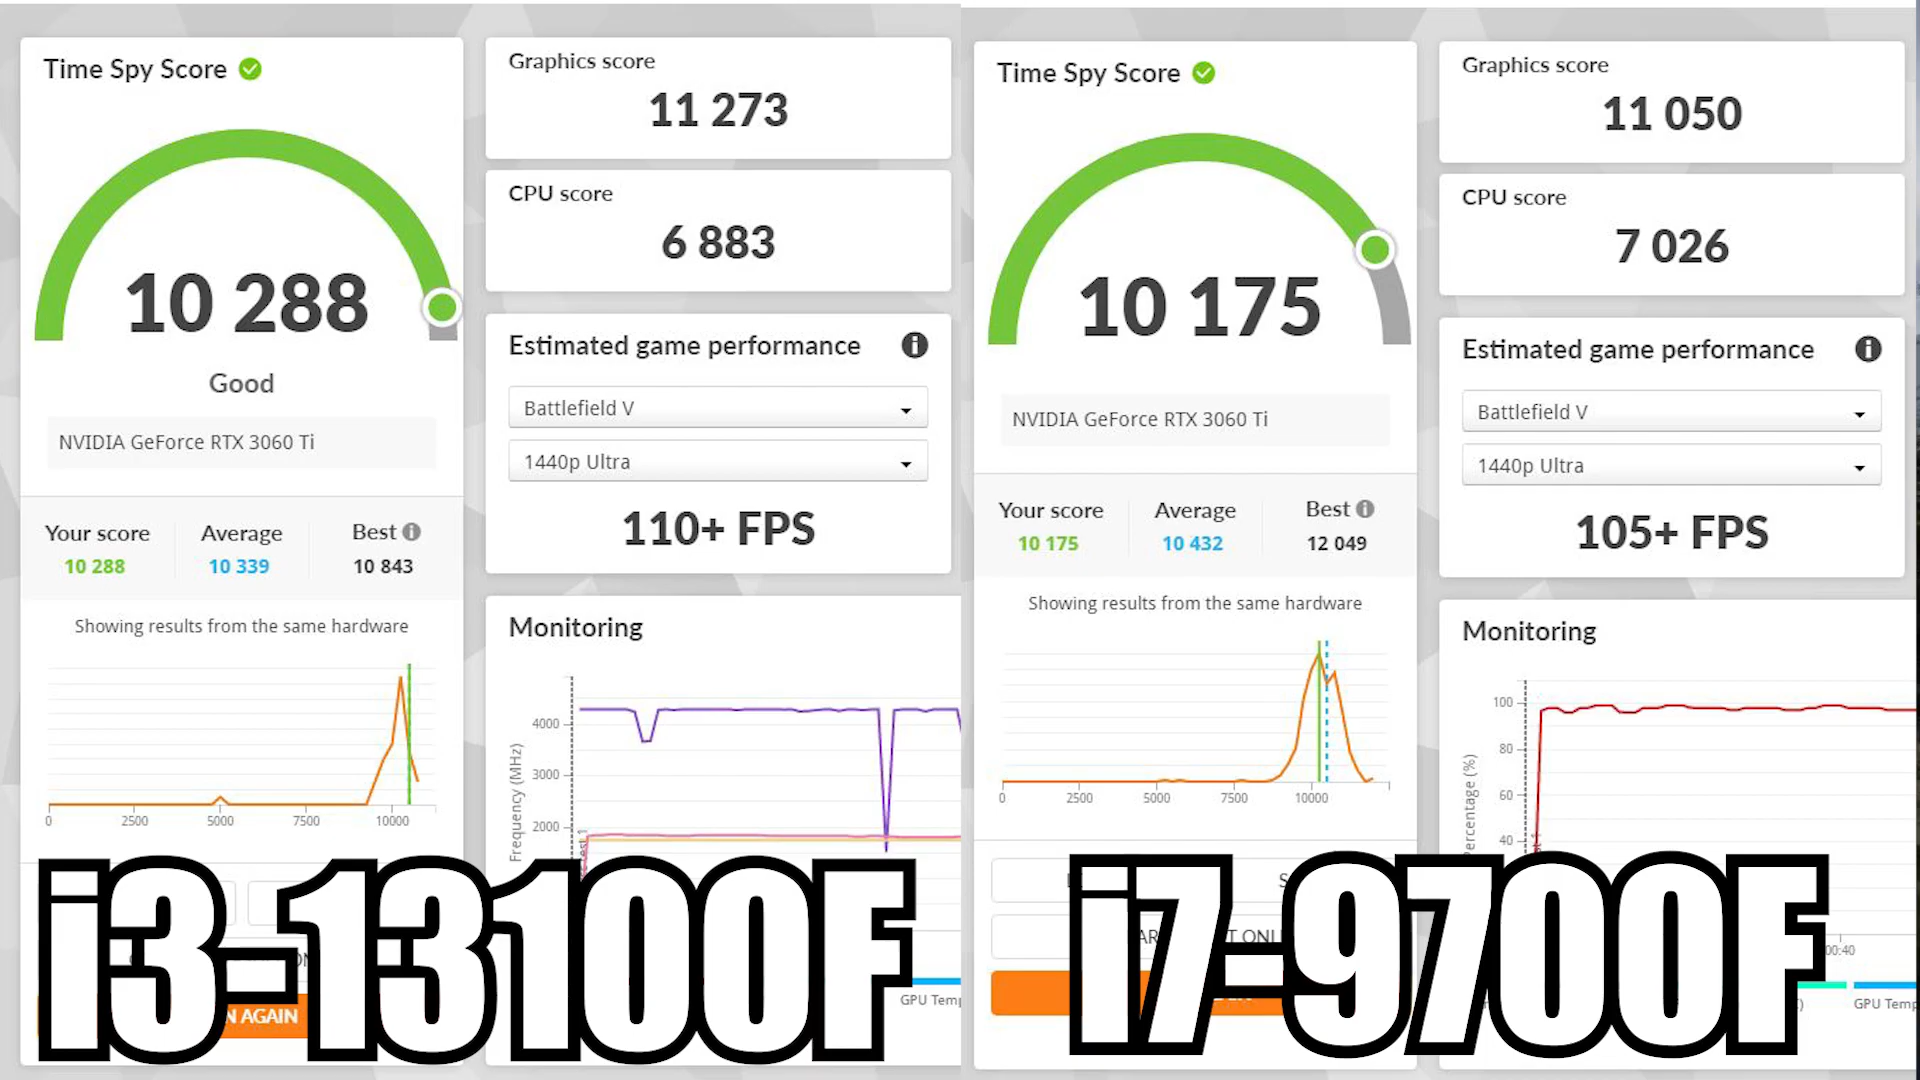 Time Spy Score
10 288
Good
NVIDIA GeForce RTX 3060 Ti
Your score
Average
Best
10 288
10 339
10 843
Showing results from the same hardware
0
2500
5000
7500
10000
N AGAIN
Graphics score
11 273
CPU score
6 883
Estimated game performance
Battlefield V
1440p Ultra
110+ FPS
Monitoring
Frequency (MHz)
4000
3000
2000
GPU Temp
i3-13100F
Time Spy Score
10 175
NVIDIA GeForce RTX 3060 Ti
Your score
Average
Best
10 175
10 432
12 049
Showing results from the same hardware
0
2500
5000
7500
10000
Graphics score
11 050
CPU score
7 026
Estimated game performance
Battlefield V
1440p Ultra
105+ FPS
Monitoring
Percentage (%)
100
80
60
40
00:40
GPU Temp
i7-9700F